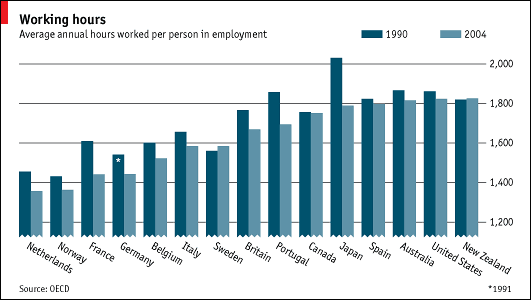 Working hours
Average annual hours worked per person in employment
1990
2004
2,000
1,800
1,600
1,400
1,200
*
Netherlands
Norway
France
Germany
Belgium
Italy
Sweden
Britain
Portugal
Canada
Japan
Spain
Australia
United States
New Zealand
Source: OECD
*1991